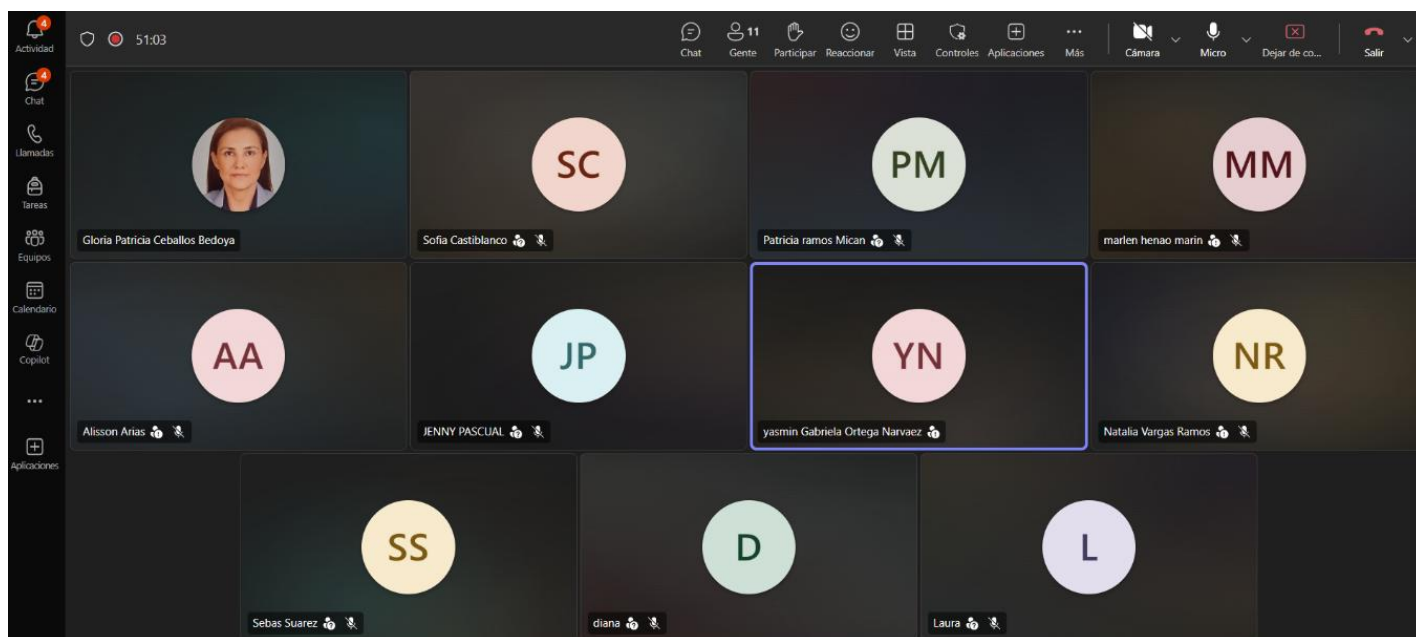 4
Actividad
4
Chat
Llamadas
Tareas
Equipos
Calendario
Copilot
Aplicaciones
51:03
Chat
11
Gente
Participar
Reaccionar
Vista
Controles
Aplicaciones
Más
Cámara
Micro
Dejar de co...
Salir
Gloria Patricia Ceballos Bedoya
SC
Sofia Castiblanco
PM
Patricia ramos Mican
MM
marlen henao marin
AA
Alisson Arias
JP
JENNY PASCUAL
YN
yasmin Gabriela Ortega Narvaez
NR
Natalia Vargas Ramos
SS
Sebas Suarez
D
diana
L
Laura